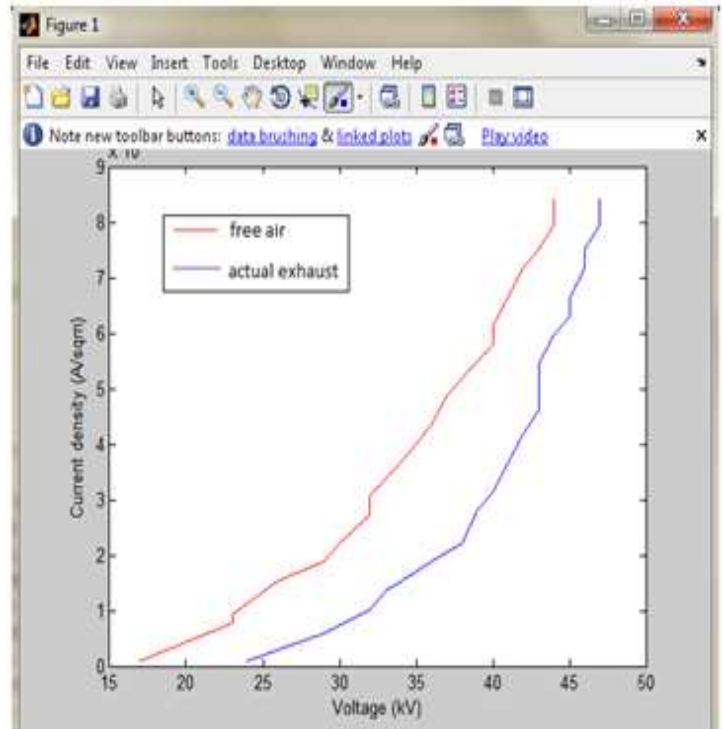 Figure 1
File Edit View Insert Tools Desktop Window Help
Note new toolbar buttons: data brushing & linked plots Play video
x 10
9
8
7
6
5
4
3
2
1
0
Current density (A/sqm)
free air
actual exhaust
15 20 25 30 35 40 45 50
Voltage (kV)